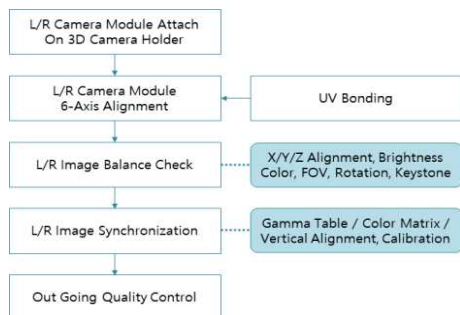 L/R Camera Module Attach
On 3D Camera Holder
L/R Camera Module
6-Axis Alignment
UV Bonding
L/R Image Balance Check
X/Y/Z Alignment, Brightness
Color, FOV, Rotation, Keystone
L/R Image Synchronization
Gamma Table / Color Matrix /
Vertical Alignment, Calibration
Out Going Quality Control